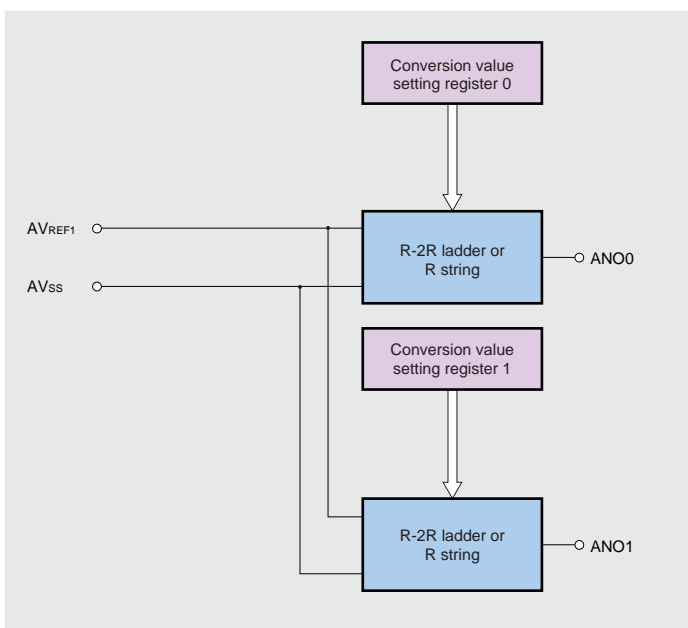 Conversion value
setting register 0
AVREF1
R-2R ladder or
R string
ANO0
AVSS
Conversion value
setting register 1
R-2R ladder or
R string
ANO1